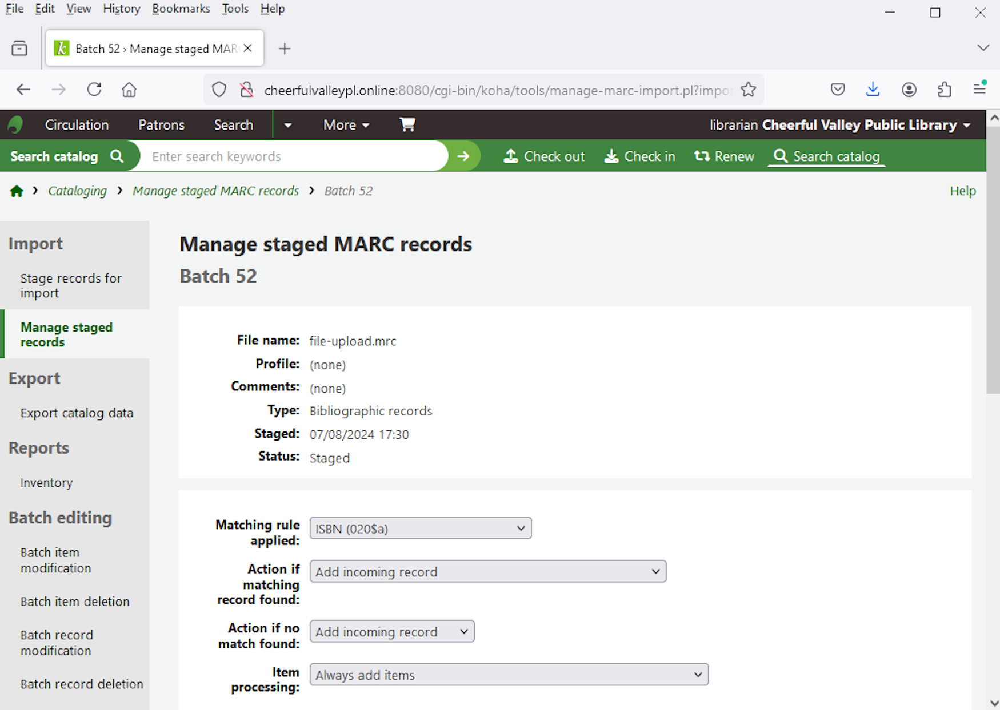 File Edit View History Bookmarks Tools Help
Batch 52 › Manage staged MAR
cheerfulvalleypl.online:8080/cgi-bin/koha/tools/manage-marc-import.pl?impor
Circulation Patrons Search More librarian Cheerful Valley Public Library
Search catalog Enter search keywords Check out Check in Renew Search catalog
Cataloging Manage staged MARC records Batch 52 Help
Import
Stage records for
import
Manage staged
records
Export
Export catalog data
Reports
Inventory
Batch editing
Batch item
modification
Batch item deletion
Batch record
modification
Batch record deletion
Manage staged MARC records
Batch 52
File name: file-upload.mrc
Profile: (none)
Comments: (none)
Type: Bibliographic records
Staged: 07/08/2024 17:30
Status: Staged
Matching rule
applied: ISBN (020$a)
Action if
matching
record found: Add incoming record
Action if no
match found: Add incoming record
Item
processing: Always add items